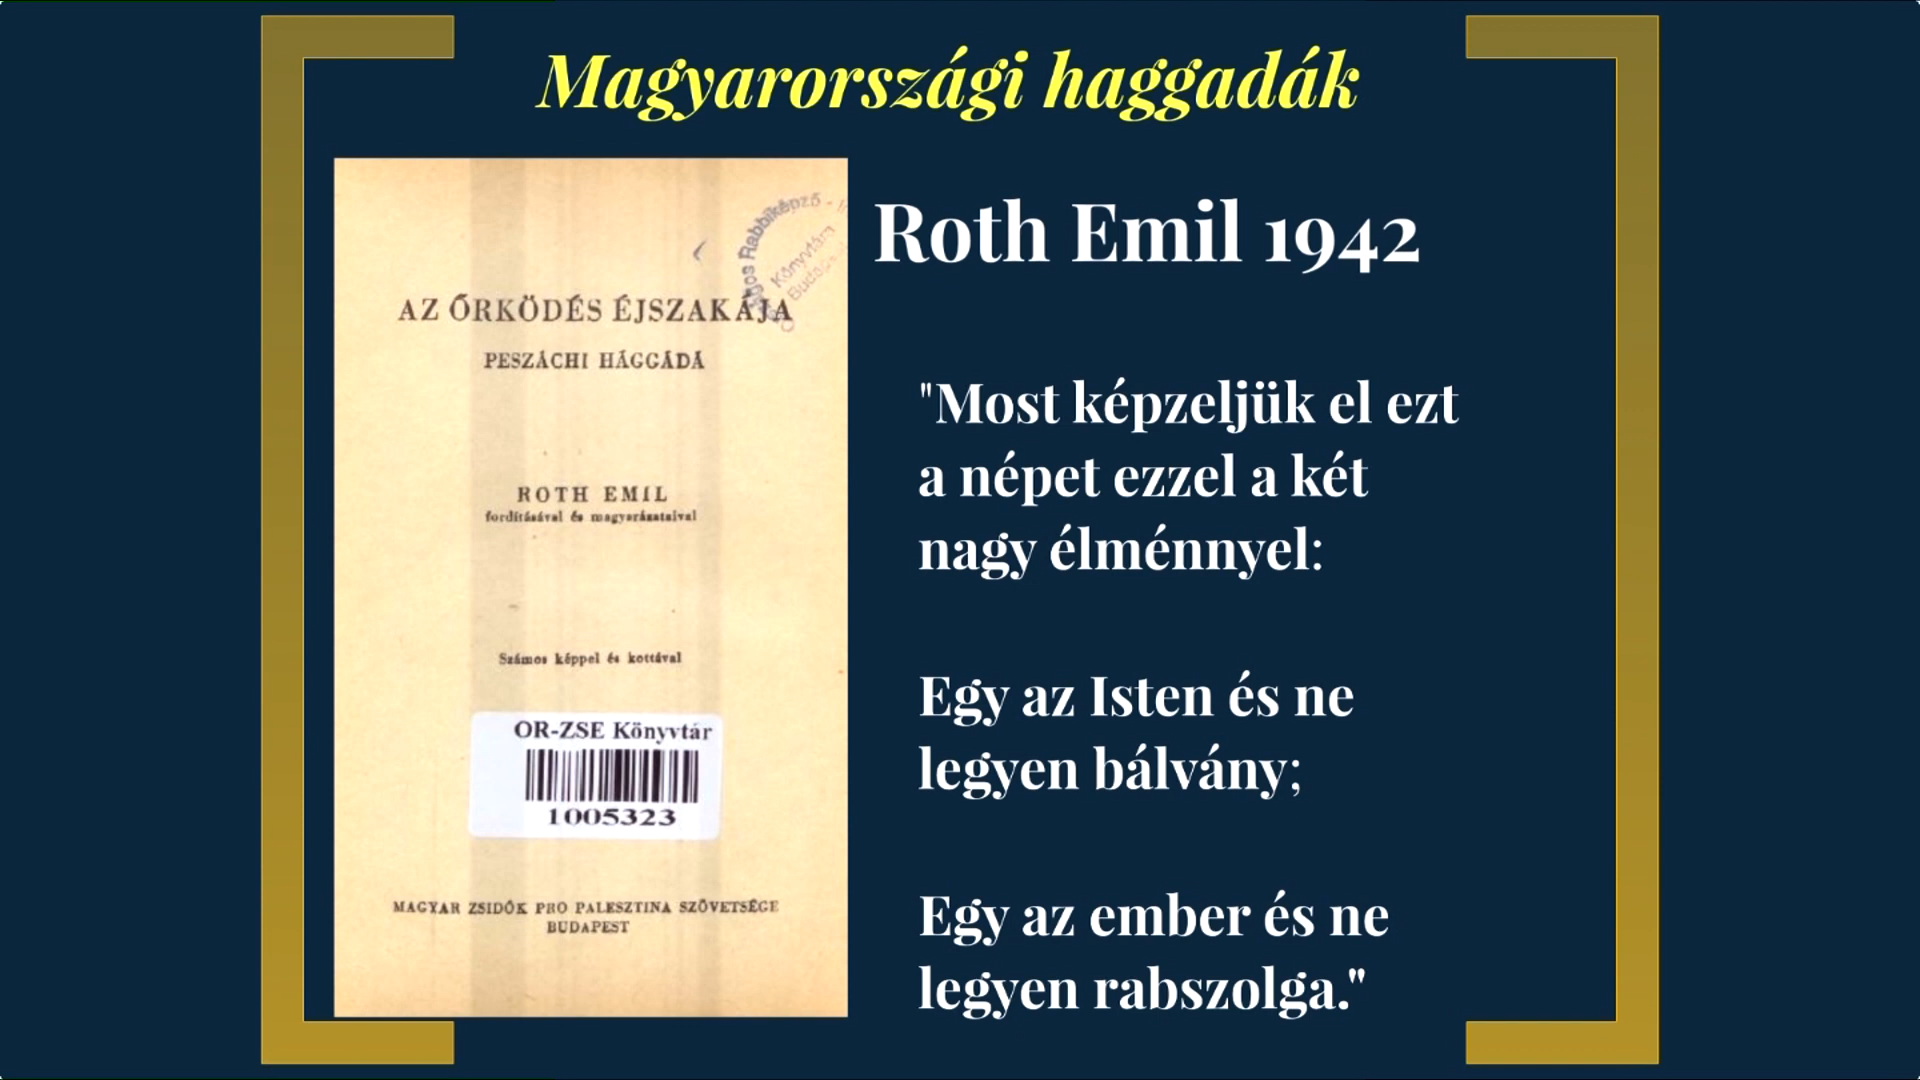 Magyarországi haggadák
Könyvtára
AZ ŐRKÖDÉS ÉJSZAKÁJA
PESZÁCHI HÁGGÁDÁ
ROTH EMIL
fordításával és magyarázataival
Számos képpel és kottával
OR-ZSE Könyvtár
1005323
MAGYAR ZSIDÓK PRO PALESZTINA SZÖVETSÉGE
BUDAPEST
Roth Emil 1942
"Most képzeljük el ezt
a népet ezzel a két
nagy élménnyel:
Egy az Isten és ne
legyen bálvány;
Egy az ember és ne
legyen rabszolga."